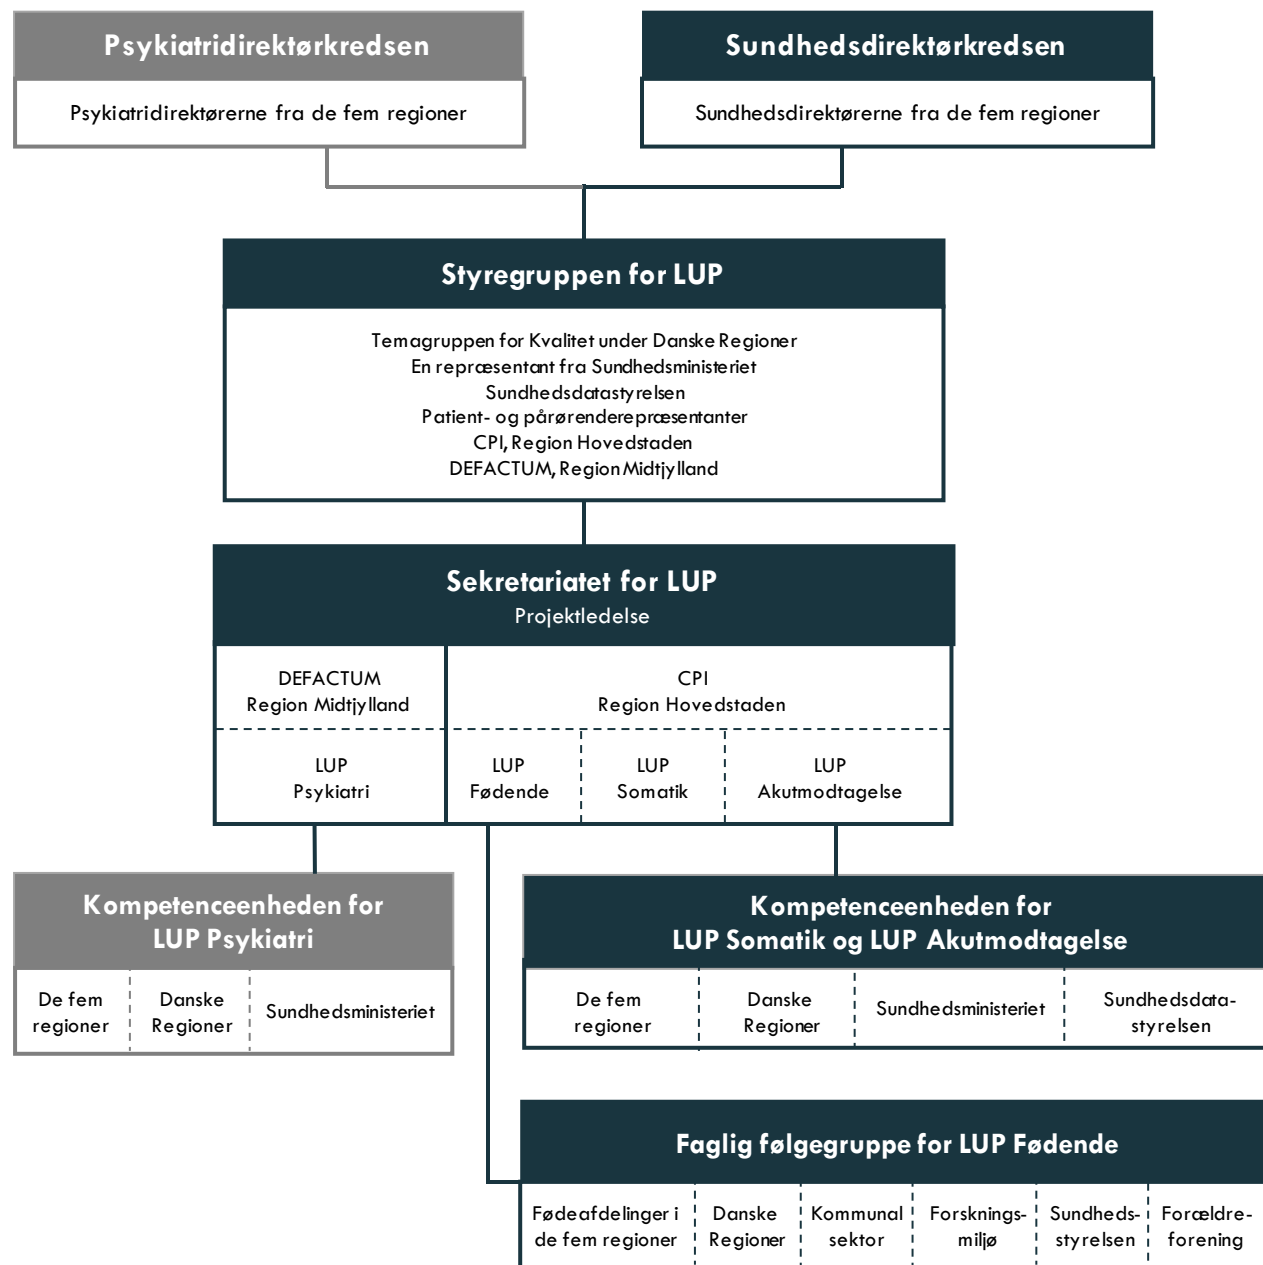 Psykiatridirektørkredsen
Psykiatridirektørerne fra de fem regioner
Sundhedsdirektørkredsen
Sundhedsdirektørerne fra de fem regioner
Styregruppen for LUP
Temagruppen for Kvalitet under Danske Regioner
En repræsentant fra Sundhedsministeriet
Sundhedsdatastyrelsen
Patient- og pårørenderepræsentanter
CPI, Region Hovedstaden
DEFACTUM, Region Midtjylland
Sekretariatet for LUP
Projektledelse
DEFACTUM
Region Midtjylland
CPI
Region Hovedstaden
LUP
Psykiatri
LUP
Fødende
LUP
Somatik
LUP
Akutmodtagelse
Kompetenceenheden for
LUP Psykiatri
De fem
regioner
Danske
Regioner
Sundhedsministeriet
Kompetenceenheden for
LUP Somatik og LUP Akutmodtagelse
De fem
regioner
Danske
Regioner
Sundhedsministeriet
Sundhedsdata-
styrelsen
Faglig følgegruppe for LUP Fødende
Fødeafdelinger i
de fem regioner
Danske
Regioner
Kommunal
sektor
Forsknings-
miljø
Sundheds-
styrelsen
Forældre-
forening